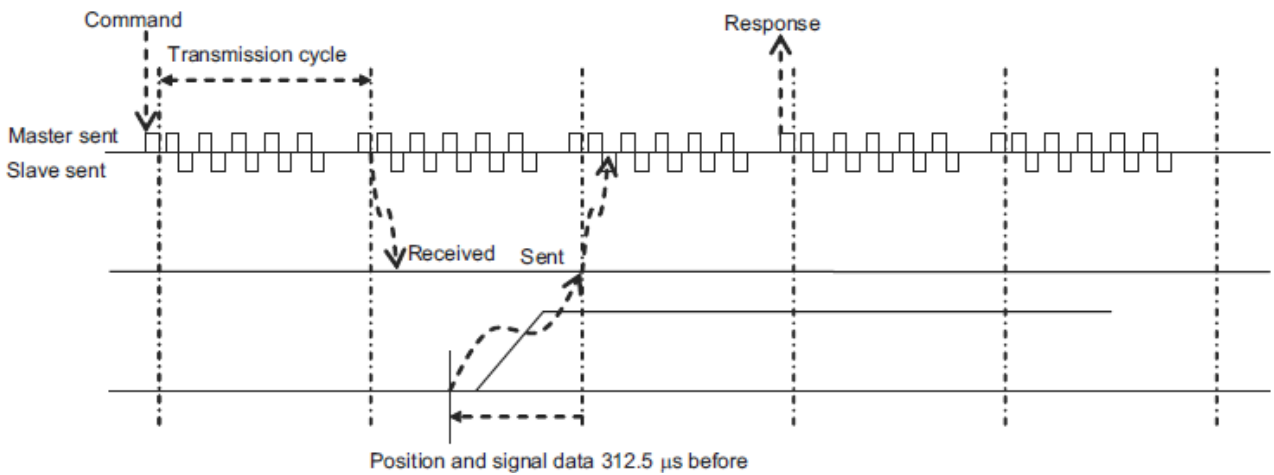 Command
Response
Transmission cycle
Master sent
Slave sent
Received
Sent
Position and signal data 312.5 μs before